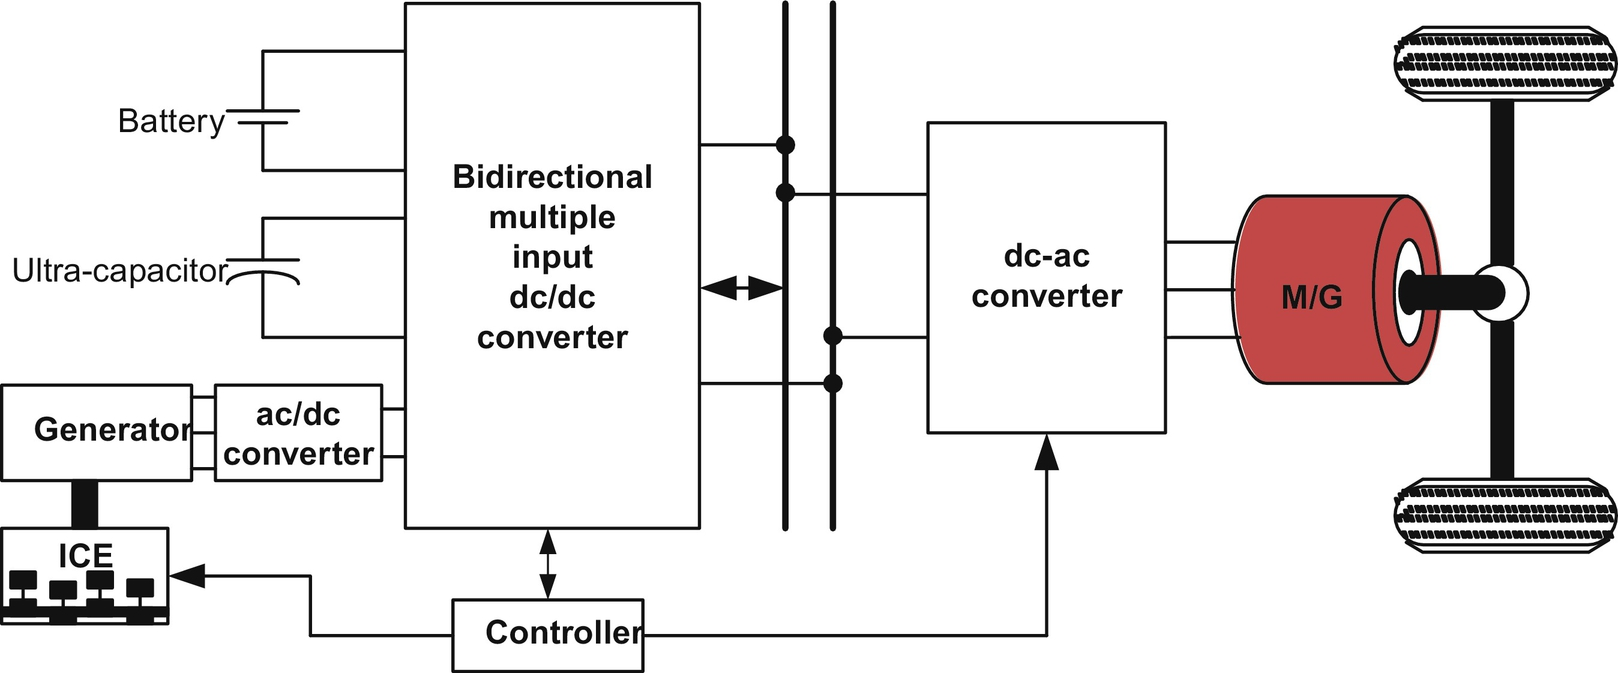 Battery
Ultra-capacitor
Bidirectional
multiple
input
dc/dc
converter
dc-ac
converter
M/G
Generator
ac/dc
converter
ICE
Controller